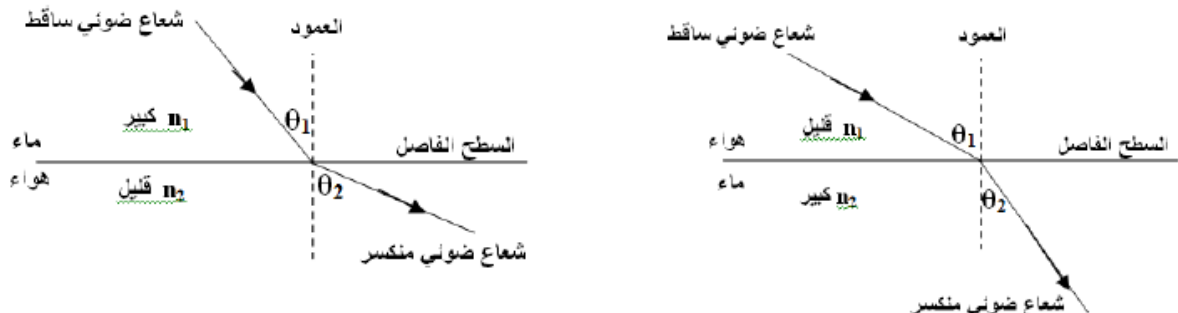 شعاع ضوئي ساقط
العمود
n1 كبير
θ1
ماء
السطح الفاصل
هواء
n2 قليل
θ2
شعاع ضوئي منكسر
شعاع ضوئي ساقط
العمود
n1 قليل
θ1
هواء
السطح الفاصل
ماء
n2 كبير
θ2
شعاع ضوئي منكسر